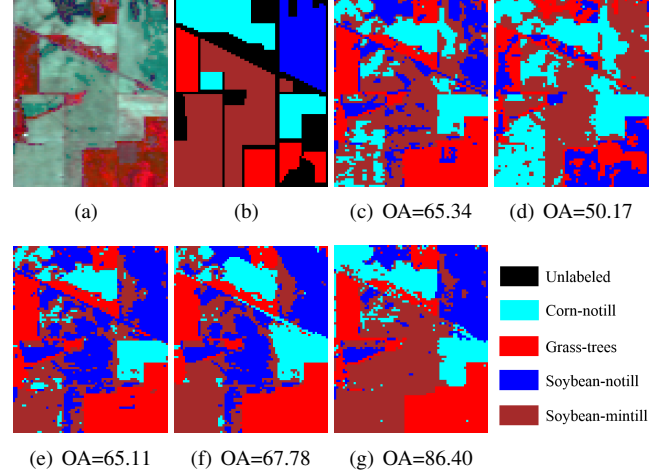 (a)
(b)
(c) OA=65.34
(d) OA=50.17
Unlabeled
Corn-notill
Grass-trees
Soybean-notill
Soybean-mintill
(e) OA=65.11
(f) OA=67.78
(g) OA=86.40